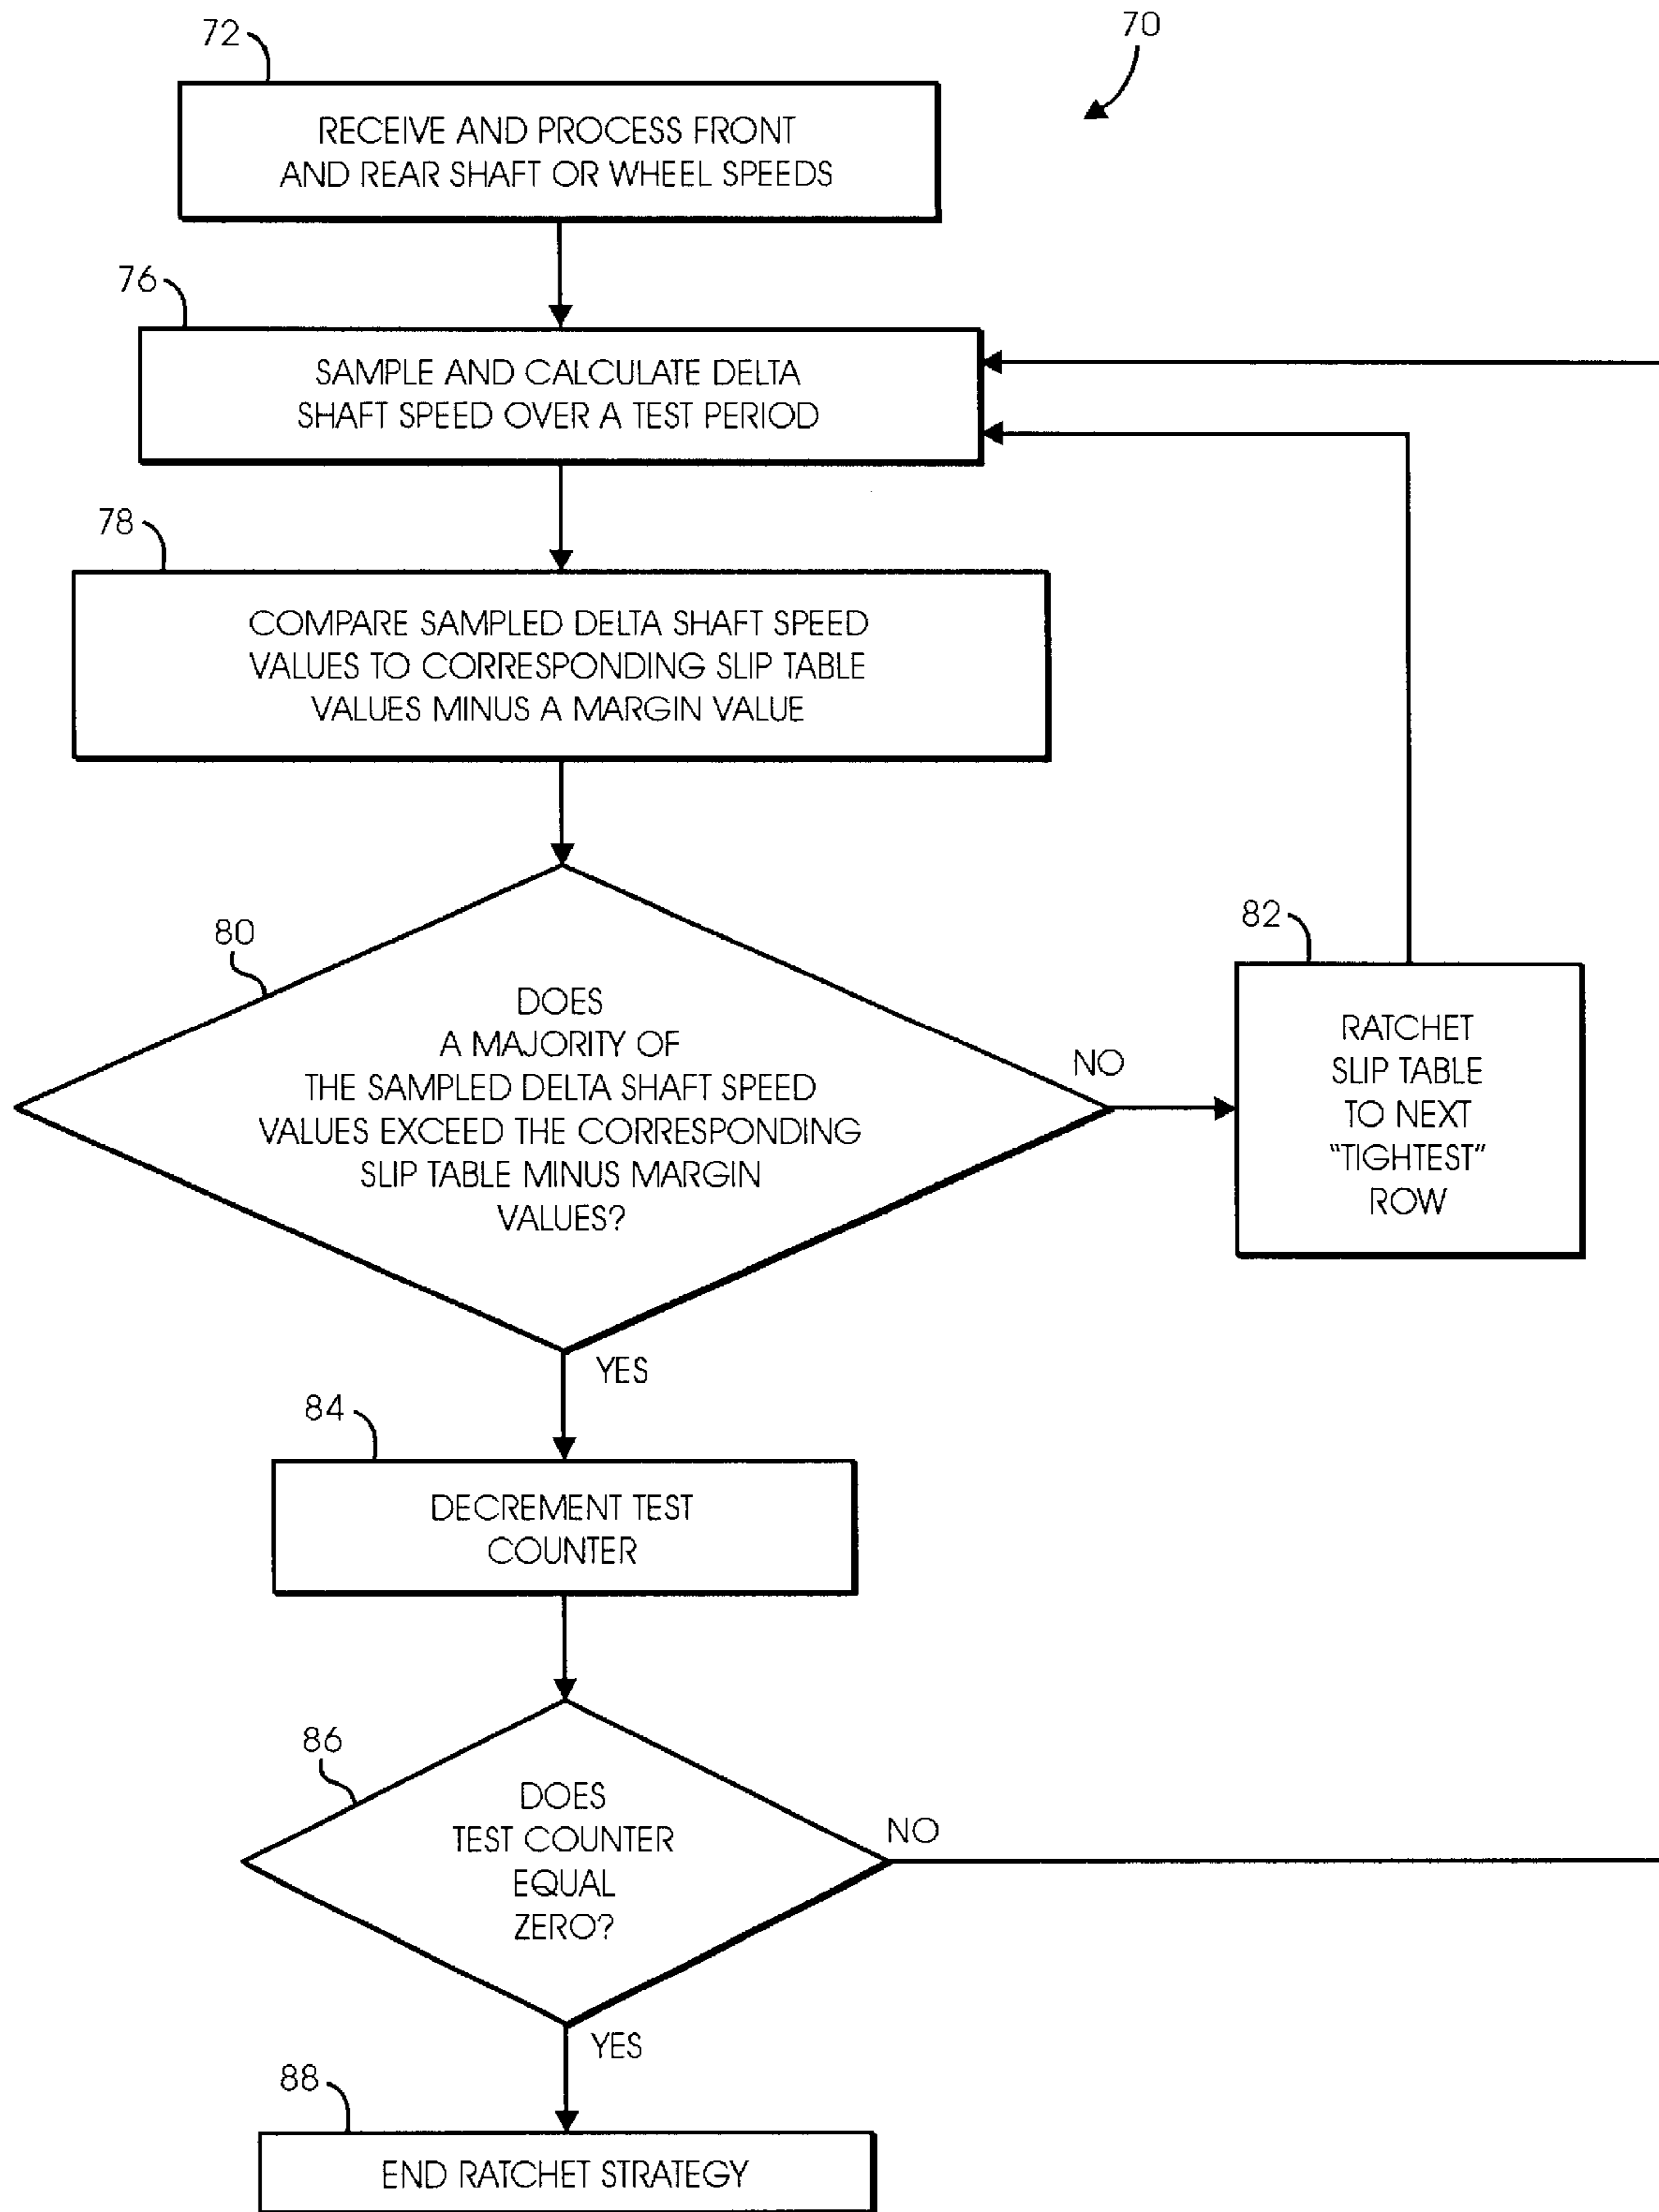 72
70
RECEIVE AND PROCESS FRONT
AND REAR SHAFT OR WHEEL SPEEDS
76
SAMPLE AND CALCULATE DELTA
SHAFT SPEED OVER A TEST PERIOD
78
COMPARE SAMPLED DELTA SHAFT SPEED
VALUES TO CORRESPONDING SLIP TABLE
VALUES MINUS A MARGIN VALUE
80
DOES
A MAJORITY OF
THE SAMPLED DELTA SHAFT SPEED
VALUES EXCEED THE CORRESPONDING
SLIP TABLE MINUS MARGIN
VALUES?
NO
82
RATCHET
SLIP TABLE
TO NEXT
“TIGHTEST”
ROW
YES
84
DECREMENT TEST
COUNTER
86
DOES
TEST COUNTER
EQUAL
ZERO?
NO
YES
88
END RATCHET STRATEGY